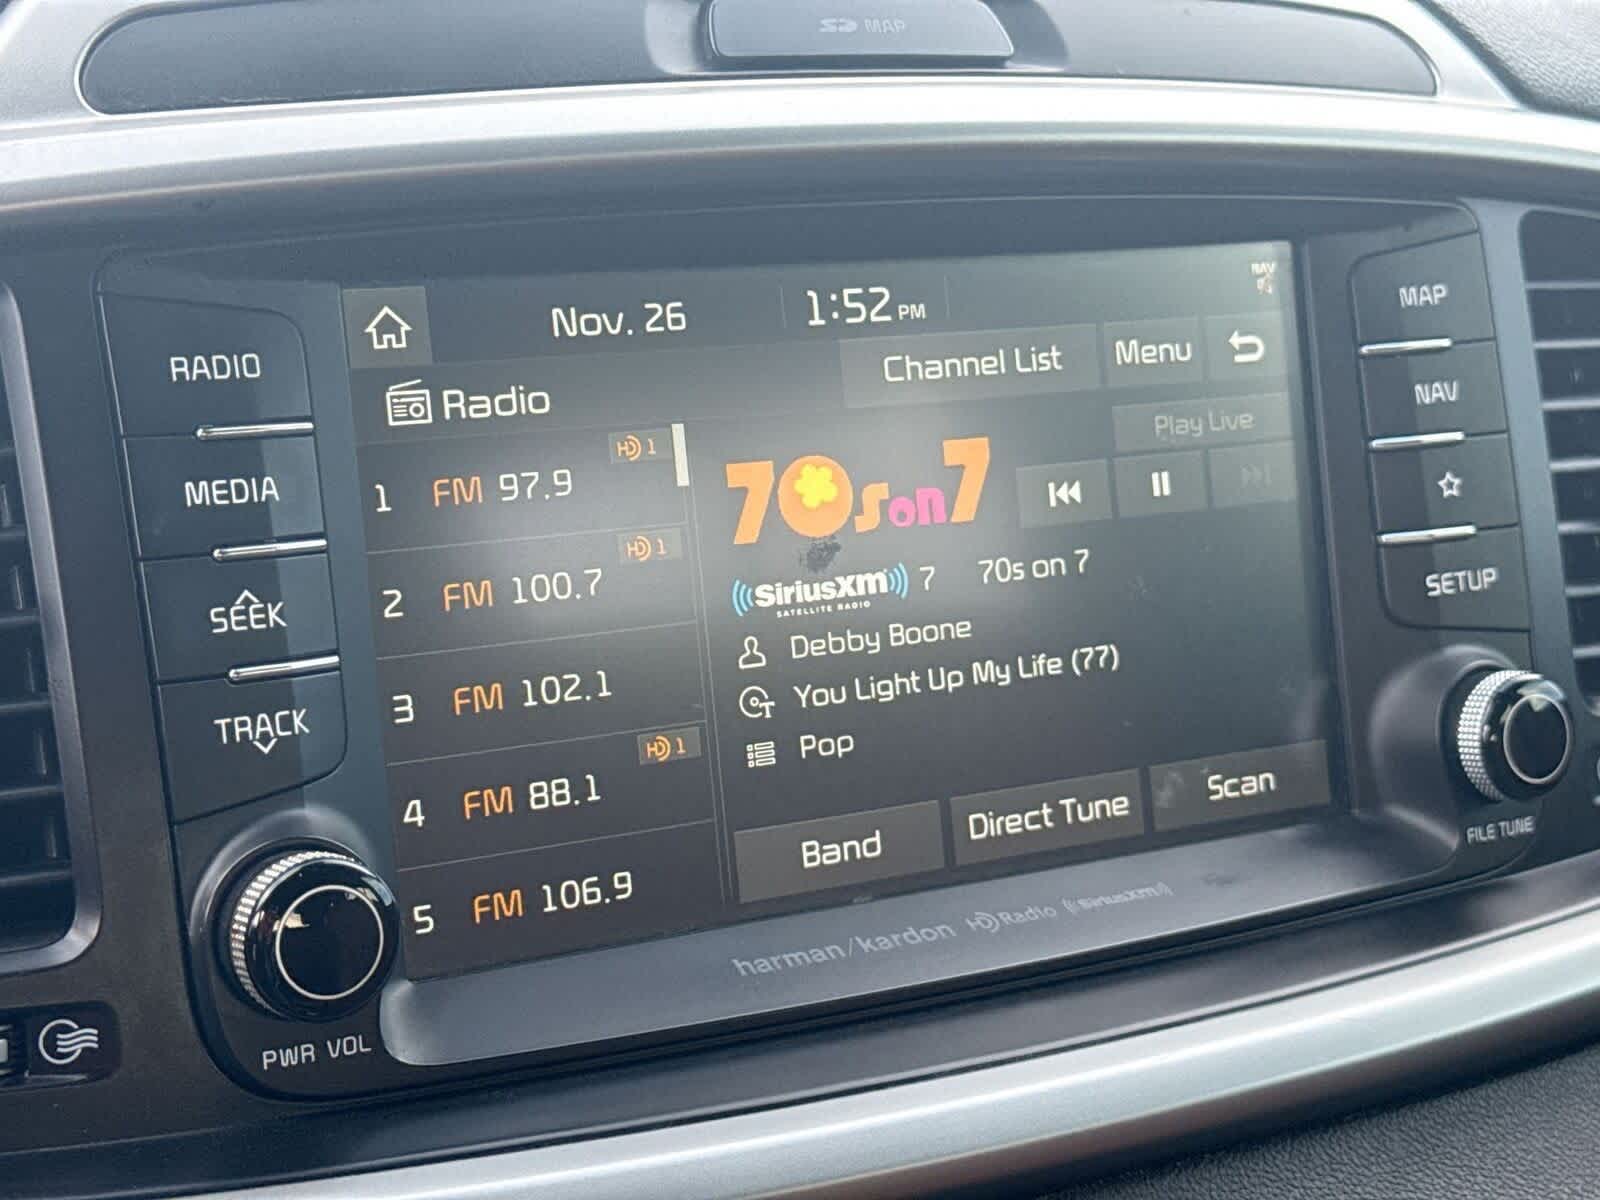 SD MAP
RADIO
MEDIA
SEEK
TRACK
PWR VOL
Nov. 26
1:52 PM
Radio
Channel List
Menu
Play Live
1 FM 97.9 HD 1
2 FM 100.7 HD 1
3 FM 102.1
4 FM 88.1 HD 1
5 FM 106.9
70s on 7
SiriusXM 7 70s on 7
SATELLITE RADIO
Debby Boone
You Light Up My Life (77)
Pop
Band
Direct Tune
Scan
harman/kardon HD Radio SiriusXM
MAP
NAV
SETUP
FILE TUNE